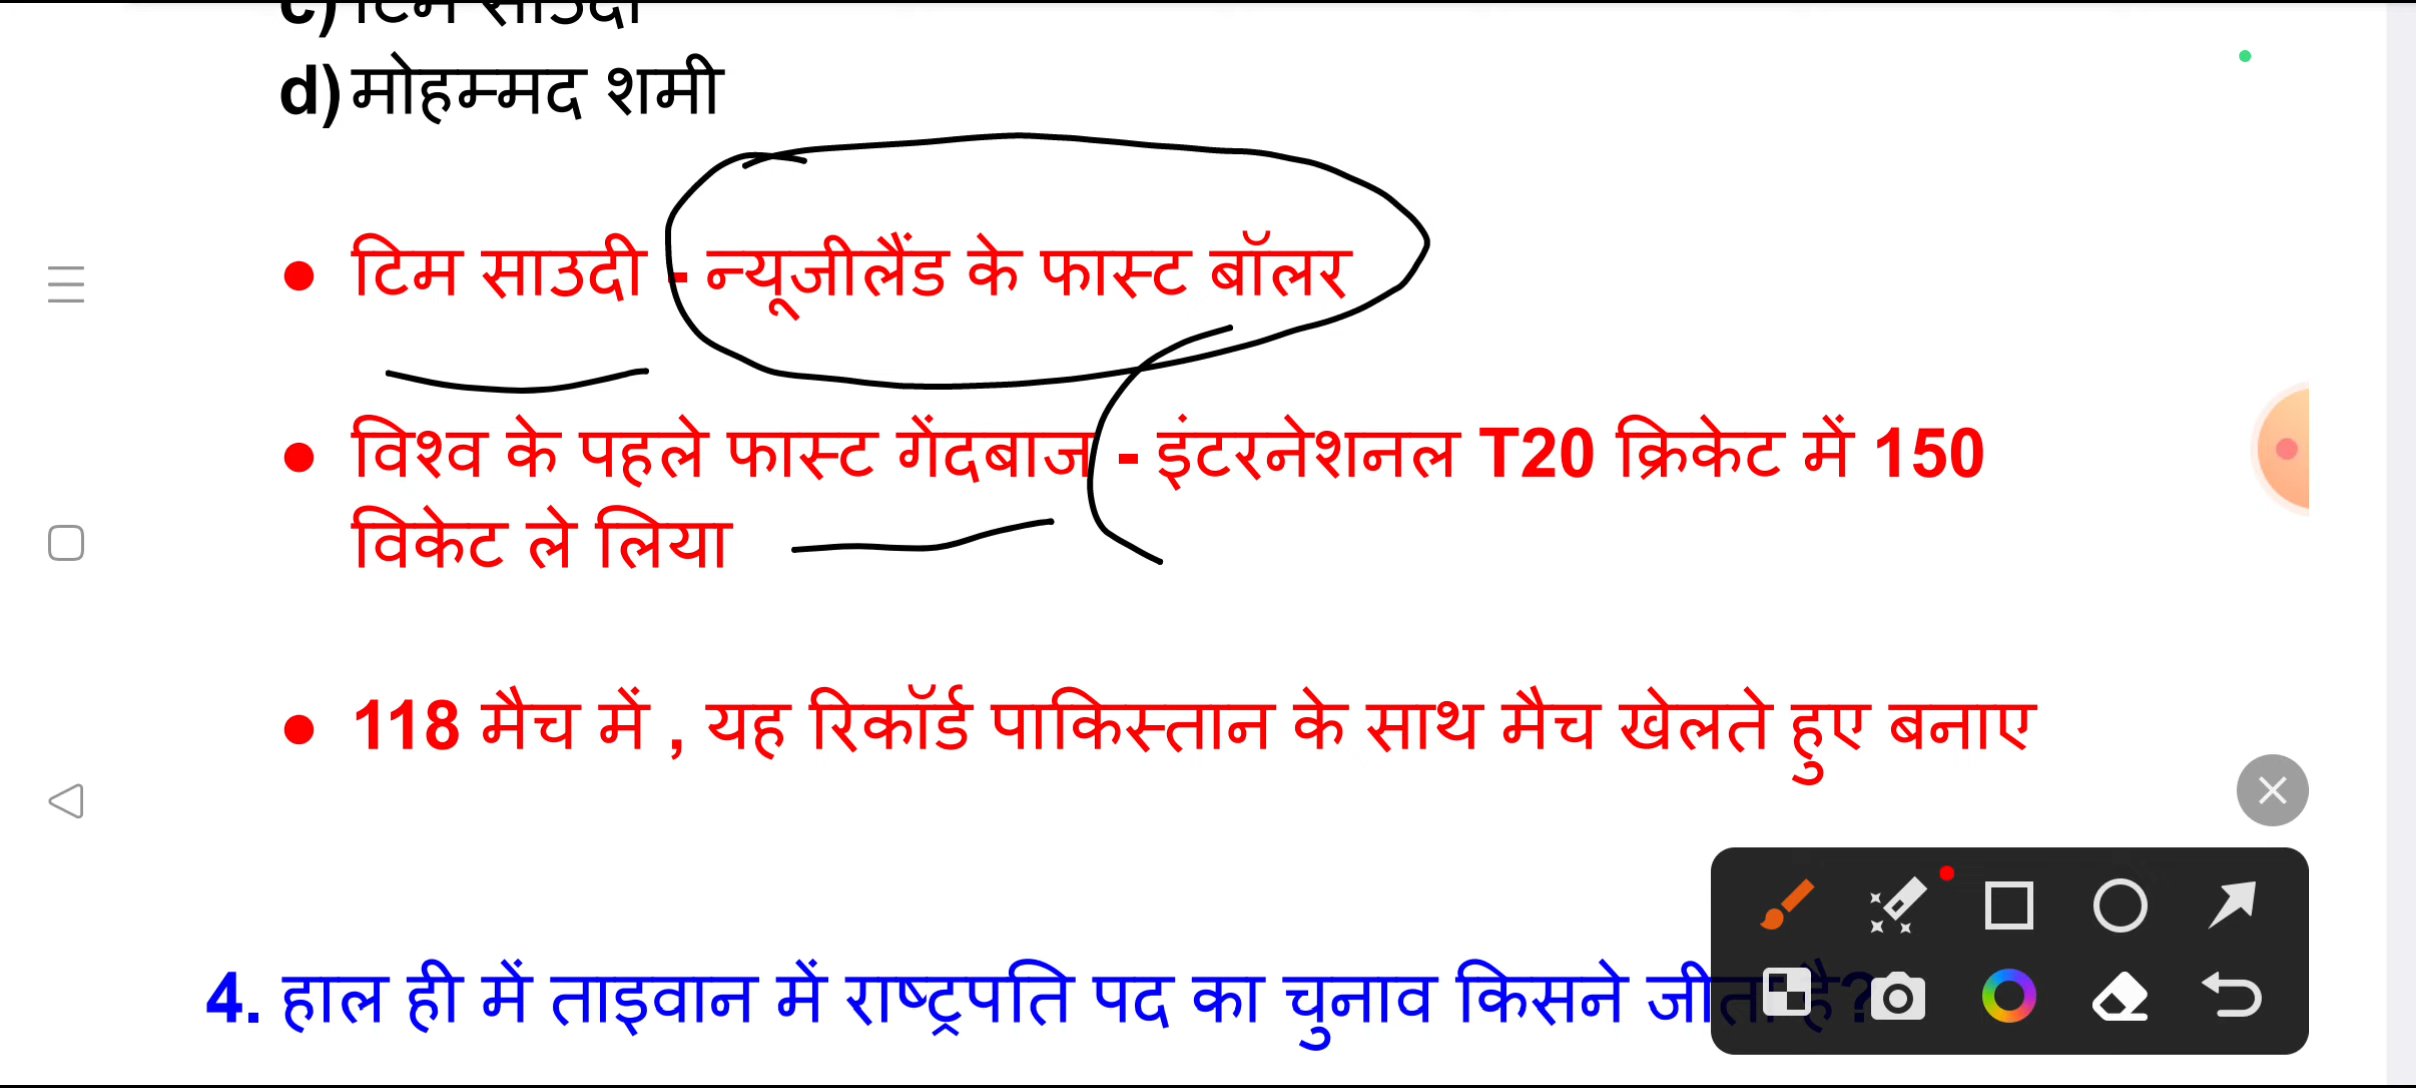 c) टिम साउदी
d) मोहम्मद शमी
● टिम साउदी - न्यूजीलैंड के फास्ट बॉलर
● विश्व के पहले फास्ट गेंदबाज - इंटरनेशनल T20 क्रिकेट में 150
विकेट ले लिया
● 118 मैच में , यह रिकॉर्ड पाकिस्तान के साथ मैच खेलते हुए बनाए
4. हाल ही में ताइवान में राष्ट्रपति पद का चुनाव किसने जीता है?